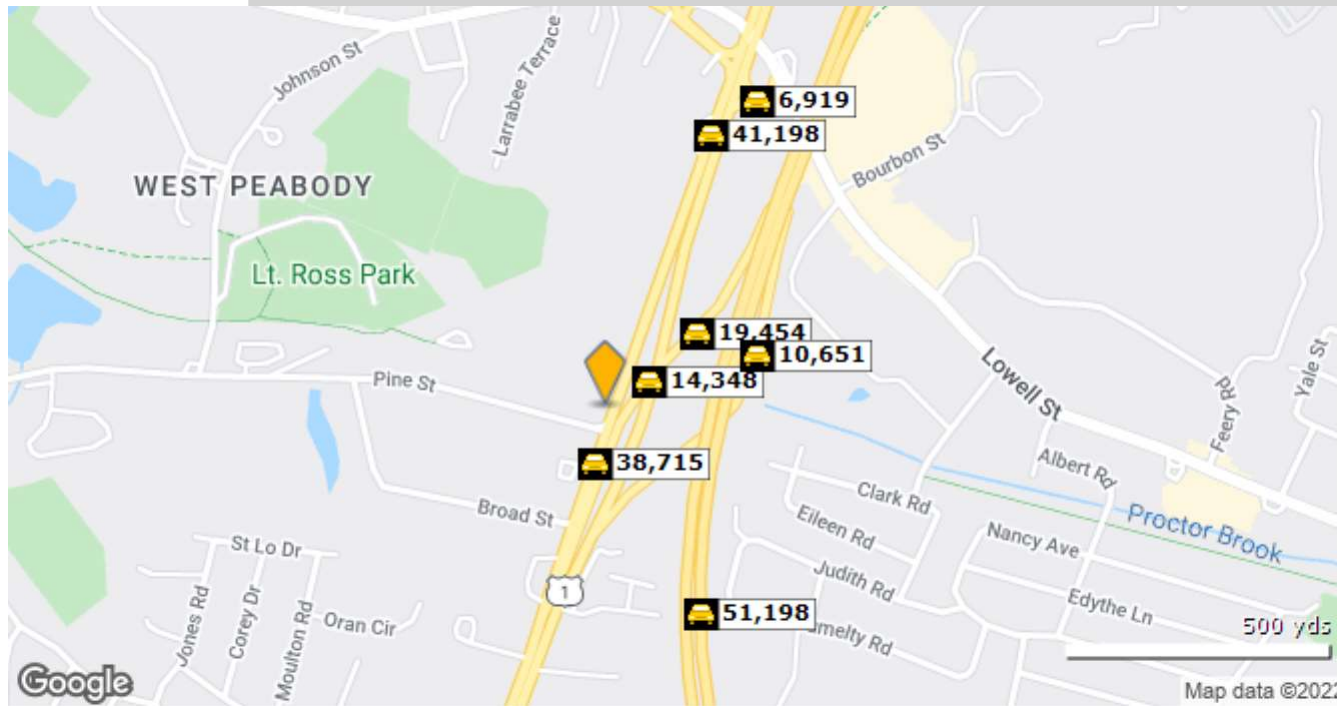 Johnson St
Larrabee Terrace
6,919
41,198
WEST PEABODY
Bourbon St
Lt. Ross Park
19,454
10,651
14,348
Pine St
Lowell St
Yale St
Feery Rd
38,715
Albert Rd
Clark Rd
Broad St
Eileen Rd
Proctor Brook
Nancy Ave
St Lo Dr
Judith Rd
1
Edythe Ln
51,198
Jones Rd
Corey Dr
Moulton Rd
Oran Cir
Rd
500 yds
Google
Map data ©2022